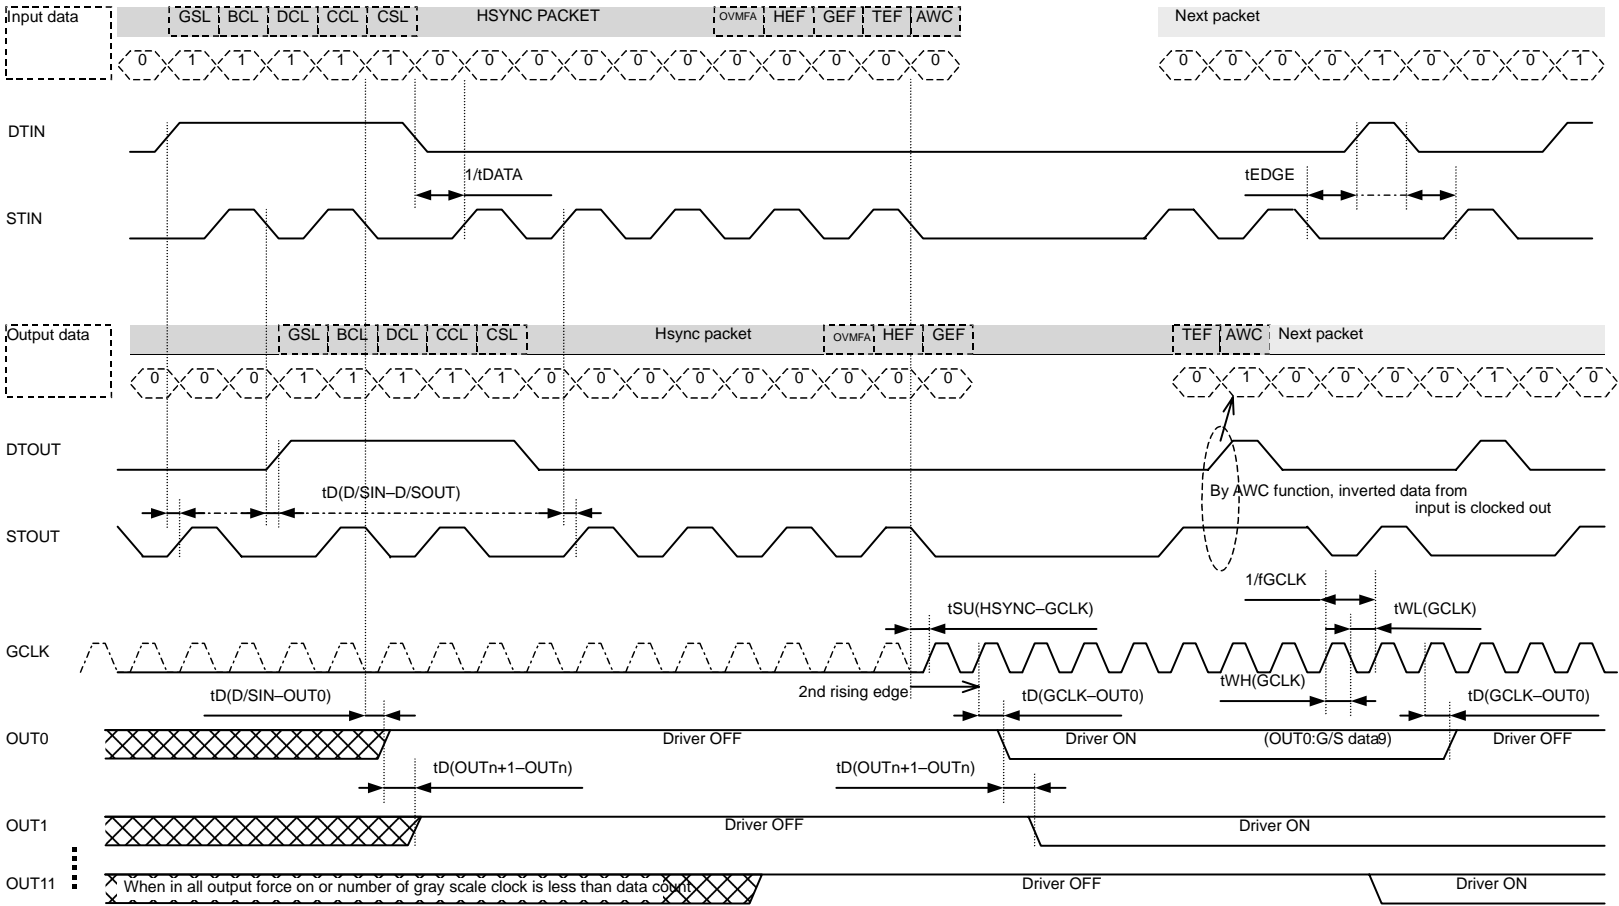 Input data GSL BCL DCL CCL CSL HSYNC PACKET OVMFA HEF GEF TEF AWC Next packet
0 1 1 1 1 1 0 0 0 0 0 0 0 0 0 0 0 0 0 0 0 1 0 0 0 1
DTIN
1/tDATA tEDGE
STIN
Output data GSL BCL DCL CCL CSL Hsync packet OVMFA HEF GEF TEF AWC Next packet
0 0 0 1 1 1 1 1 0 0 0 0 0 0 0 0 0 0 1 0 0 0 0 1 0 0
DTOUT
tD(D/SIN–D/SOUT)
By AWC function, inverted data from
input is clocked out
STOUT
1/fGCLK
tSU(HSYNC–GCLK) tWL(GCLK)
GCLK
2nd rising edge tWH(GCLK)
tD(D/SIN–OUT0) tD(GCLK–OUT0) tD(GCLK–OUT0)
OUT0 Driver OFF Driver ON (OUT0:G/S data9) Driver OFF
tD(OUTn+1–OUTn) tD(OUTn+1–OUTn)
OUT1 Driver OFF Driver ON
OUT11 When in all output force on or number of gray scale clock is less than data count Driver OFF Driver ON